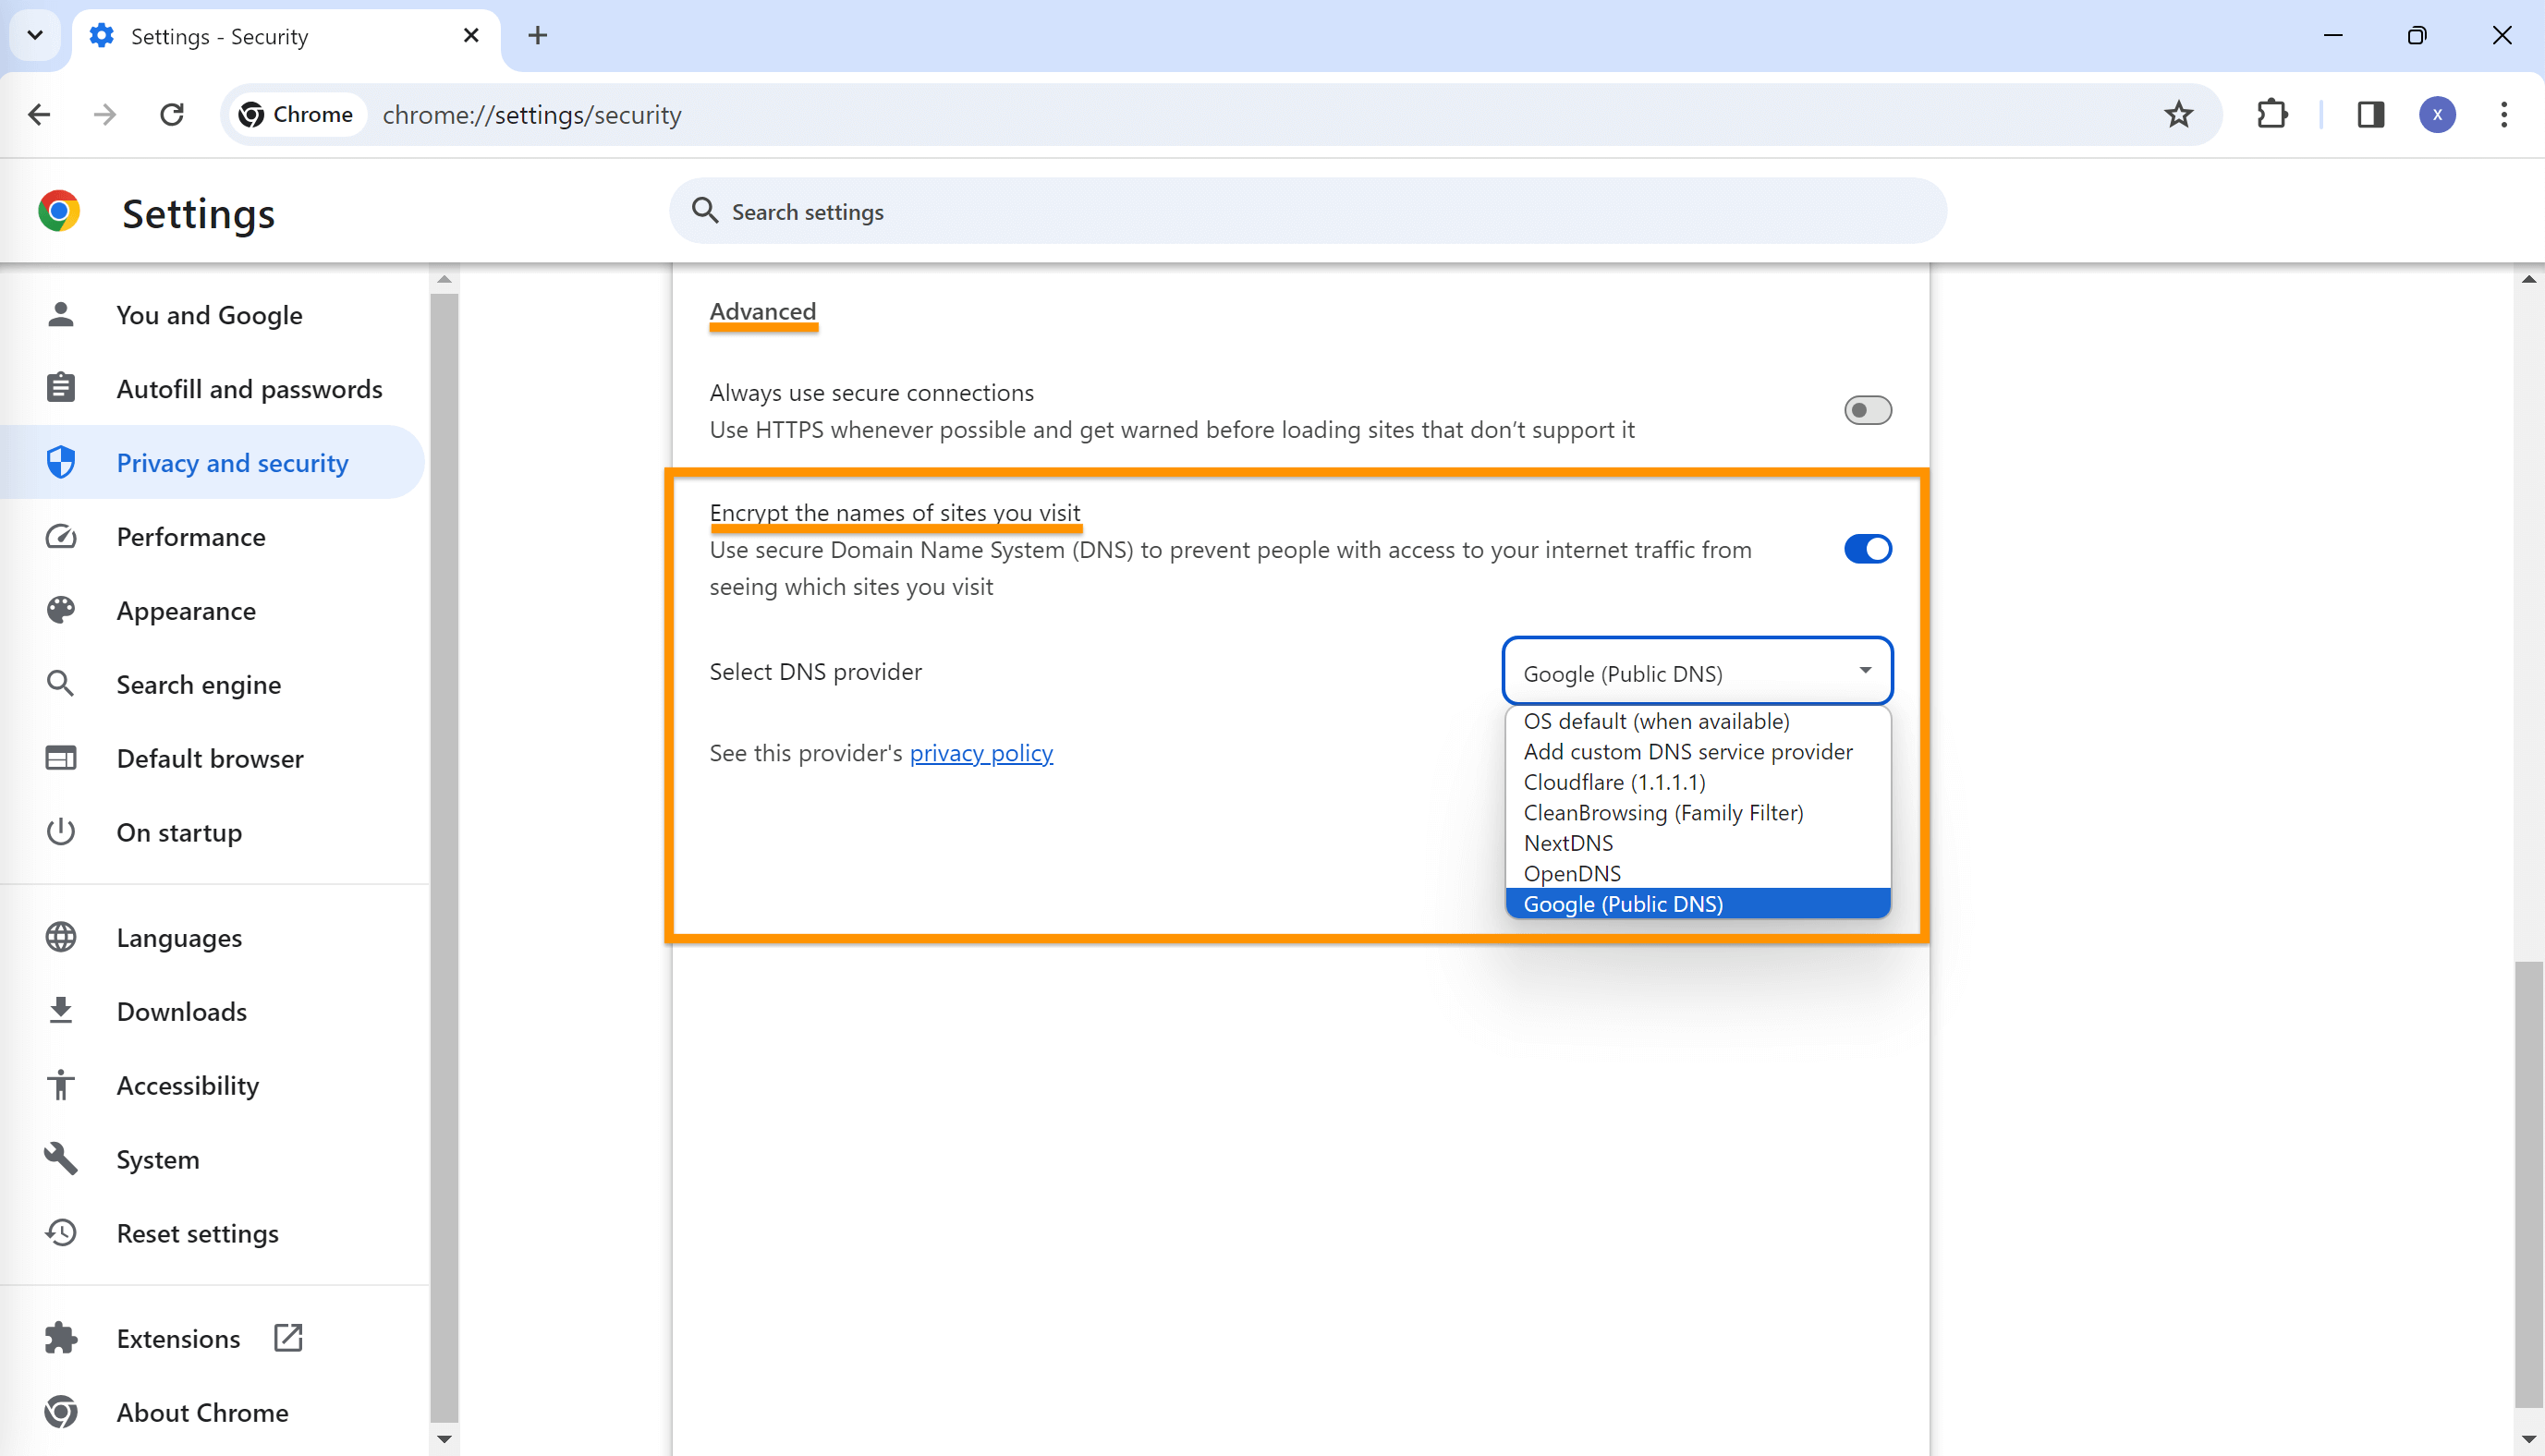 Settings - Security
Chrome
chrome://settings/security
X
Settings
Search settings
You and Google
Autofill and passwords
Privacy and security
Performance
Appearance
Search engine
Default browser
On startup
Languages
Downloads
Accessibility
System
Reset settings
Extensions
About Chrome
Advanced
Always use secure connections
Use HTTPS whenever possible and get warned before loading sites that don’t support it
Encrypt the names of sites you visit
Use secure Domain Name System (DNS) to prevent people with access to your internet traffic from
seeing which sites you visit
Select DNS provider
Google (Public DNS)
OS default (when available)
Add custom DNS service provider
Cloudflare (1.1.1.1)
CleanBrowsing (Family Filter)
NextDNS
OpenDNS
Google (Public DNS)
See this provider's privacy policy